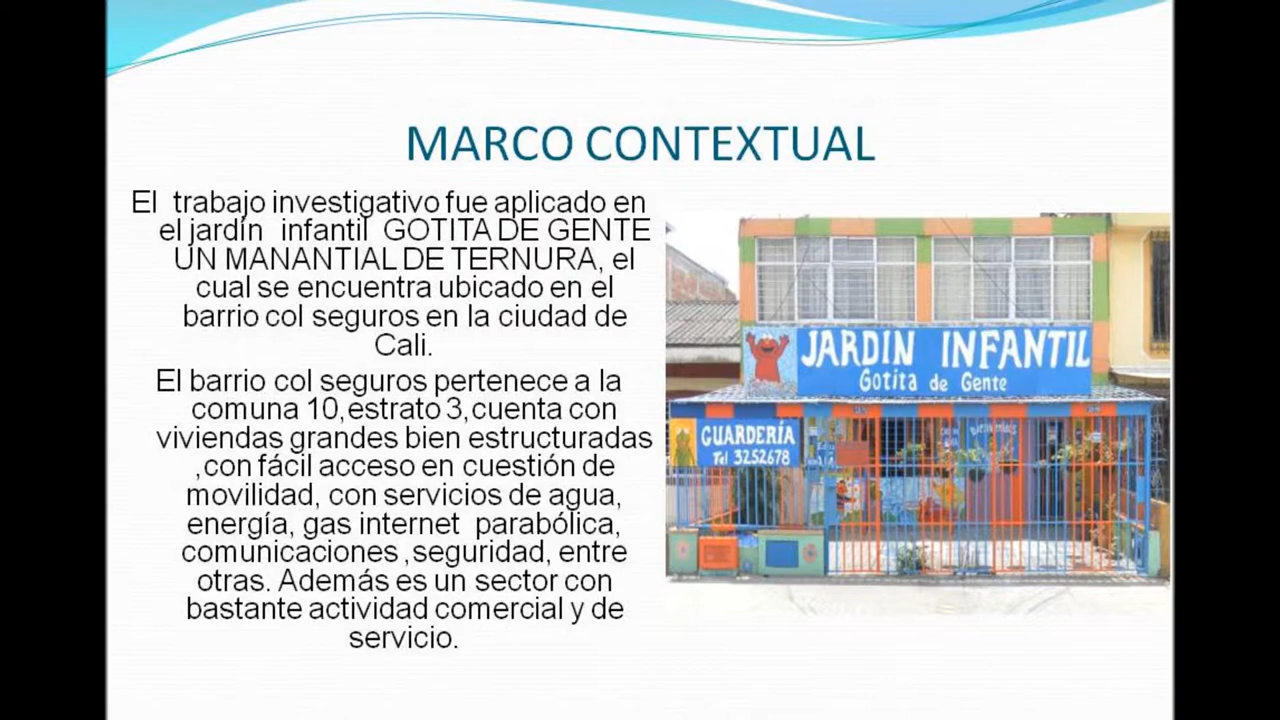 MARCO CONTEXTUAL
El trabajo investigativo fue aplicado en
el jardín infantil GOTITA DE GENTE
UN MANANTIAL DE TERNURA, el
cual se encuentra ubicado en el
barrio col seguros en la ciudad de
Cali.
El barrio col seguros pertenece a la
comuna 10,estrato 3,cuenta con
viviendas grandes bien estructuradas
,con fácil acceso en cuestión de
movilidad, con servicios de agua,
energía, gas internet parabólica,
comunicaciones ,seguridad, entre
otras. Además es un sector con
bastante actividad comercial y de
servicio.
JARDIN INFANTIL
Gotita de Gente
GUARDERÍA
Tel 3252678